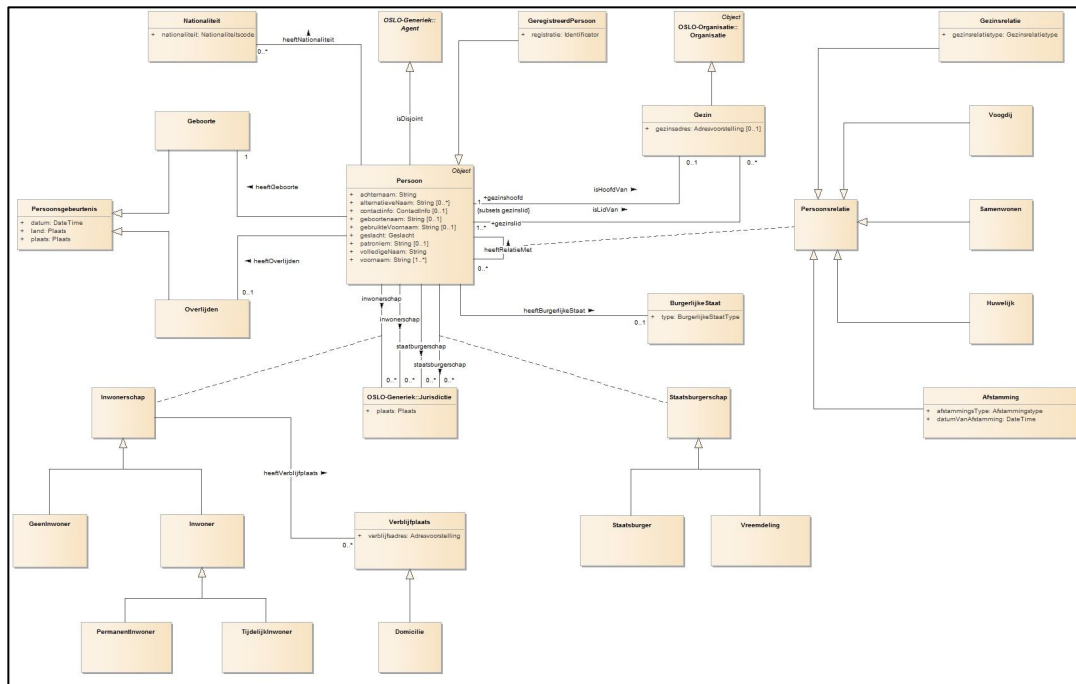 Nationaliteit
+ nationaliteit: Nationaliteitscode
heeftNationaliteit
0..*
OSLO-Generiek::
Agent
GeregistreerdPersoon
+ registratie: Identificator
Object
OSLO-Organisatie::
Organisatie
Gezinsrelatie
+ gezinsrelatietype: Gezinsrelatietype
isDisjoint
Geboorte
1
heeftGeboorte
Gezin
+ gezinsadres: Adresvoorstelling [0..1]
0..1
0..*
Voogdij
Object
Persoon
+ achternaam: String
+ alternatieveNaam: String [0..*]
+ contactinfo: ContactInfo [0..1]
+ geboortenaam: String [0..1]
+ gebruikteVoornaam: String [0..1]
+ geslacht: Geslacht
+ patroniem: String [0..1]
+ volledigeNaam: String
+ voornaam: String [1..*]
isHoofdVan
1
+gezinshoofd
{subsets gezinslid}
isLidVan
+gezinslid
1..*
heeftRelatieMet
0..*
Persoonsgebeurtenis
+ datum: DateTime
+ land: Plaats
+ plaats: Plaats
Persoonsrelatie
Samenwonen
heeftOverlijden
0..1
Overlijden
inwonerschap
inwonerschap
staatburgerschap
staatsburgerschap
0..*
0..*
0..*
0..*
heeftBurgerlijkeStaat
0..1
BurgerlijkeStaat
+ type: BurgerlijkeStaatType
Huwelijk
Inwonerschap
OSLO-Generiek::Jurisdictie
+ plaats: Plaats
Staatsburgerschap
Afstamming
+ afstammingsType: Afstammingstype
+ datumVanAfstamming: DateTime
heeftVerblijfplaats
0..*
GeenInwoner
Inwoner
Verblijfplaats
+ verblijfsadres: Adresvoorstelling
Staatsburger
Vreemdeling
PermanentInwoner
TijdelijkInwoner
Domicilie